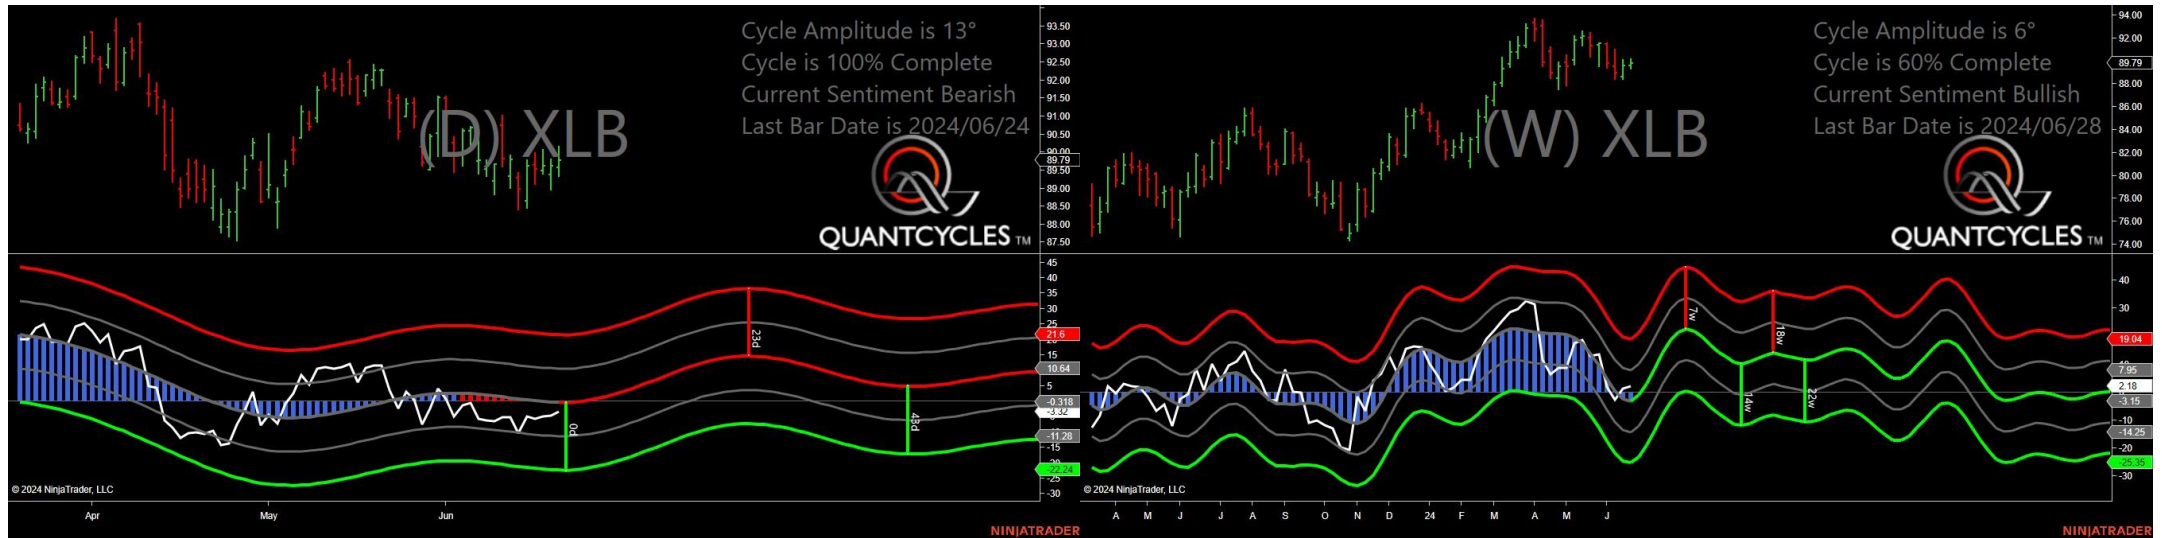 Cycle Amplitude is 13°
Cycle is 100% Complete
Current Sentiment Bearish
Last Bar Date is 2024/06/24
(D) XLB
QUANTCYCLES TM
93.50
93.00
92.50
92.00
91.50
91.00
90.50
90.00
89.79
89.50
89.00
88.50
88.00
87.50
45
40
35
30
25
21.6
15
10.64
5
-0.318
-3.32
-11.28
-15
-22.24
-25
-30
23d
0d
43d
© 2024 NinjaTrader, LLC
Apr May Jun
NINJATRADER
Cycle Amplitude is 6°
Cycle is 60% Complete
Current Sentiment Bullish
Last Bar Date is 2024/06/28
(W) XLB
QUANTCYCLES TM
94.00
92.00
89.79
88.00
86.00
84.00
82.00
80.00
78.00
76.00
74.00
40
30
19.04
7.95
2.18
-3.15
-10
-14.25
-20
-25.35
-30
7w
18w
14w
22w
© 2024 NinjaTrader, LLC
A M J J A S O N D 24 F M A M J
NINJATRADER